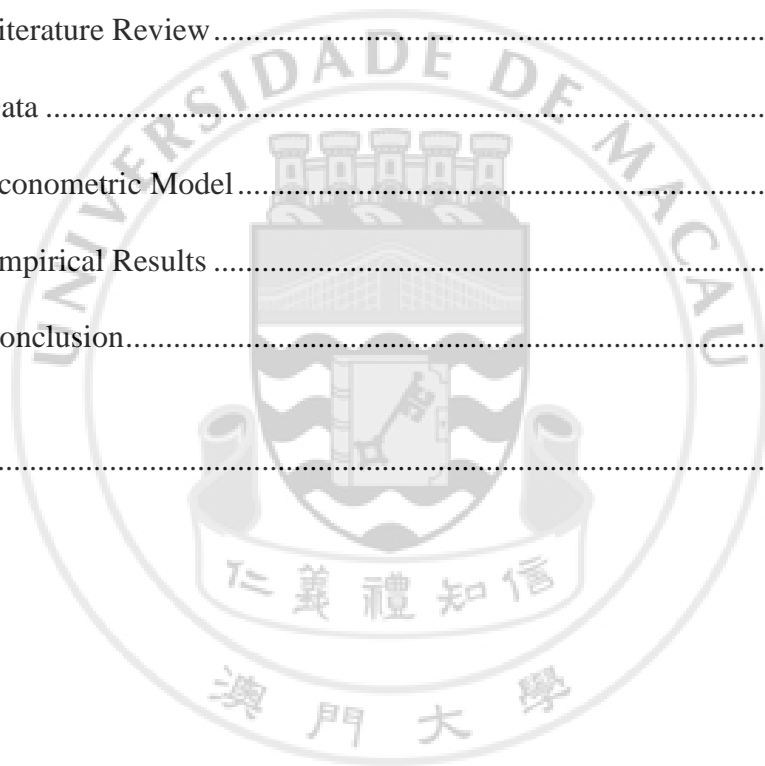 iterature Review ........................................................................
ata ........................................................................
conometric Model ........................................................................
mpirical Results ........................................................................
onclusion ........................................................................
........................................................................
UNIVERSIDADE DE MACAU
仁義禮知信
澳門大學